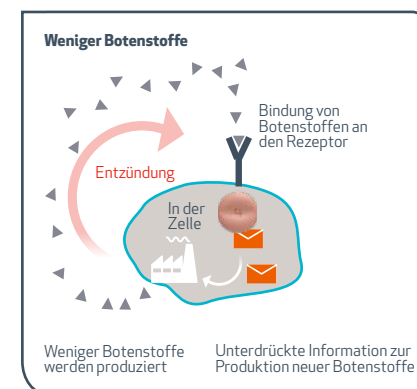 Weniger Botenstoffe
Bindung von
Botenstoffen an
den Rezeptor
Entzündung
In der
Zelle
Weniger Botenstoffe
werden produziert
Unterdrückte Information zur
Produktion neuer Botenstoffe